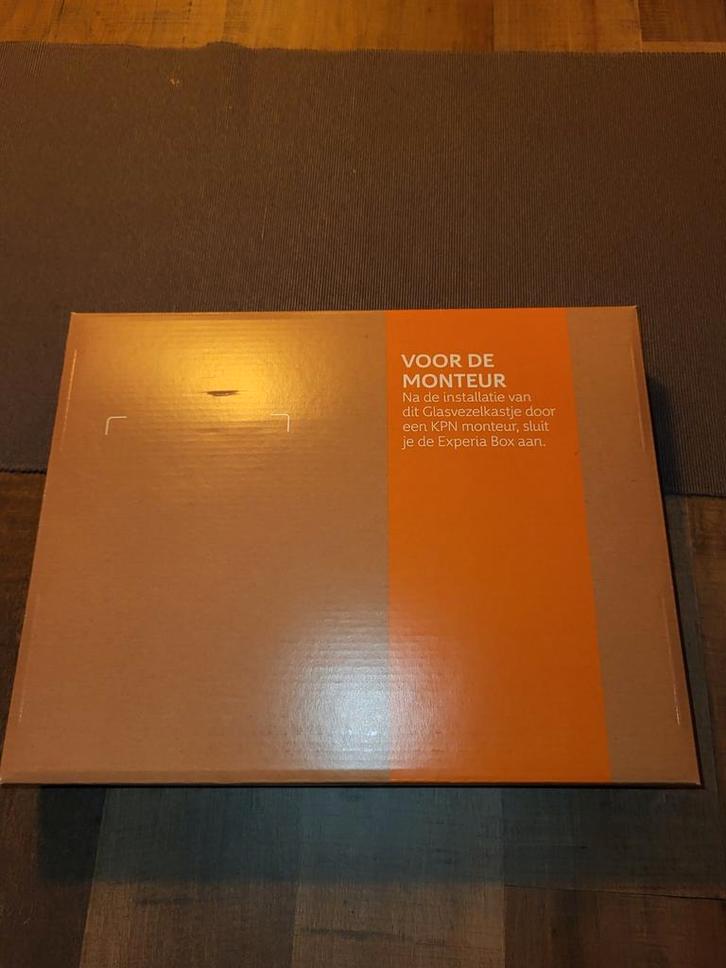 VOOR DE
MONTEUR
Na de installatie van
dit Glasvezelkastje door
een KPN monteur, sluit
je de Experia Box aan.